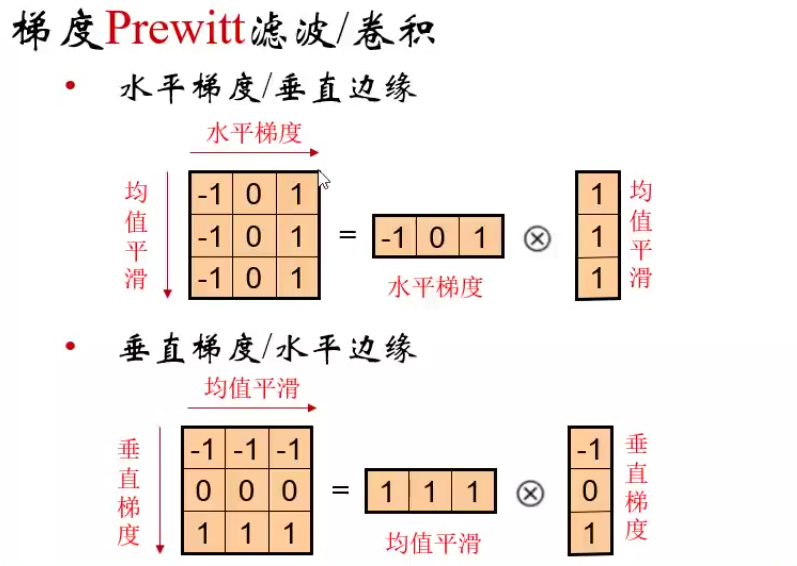 梯度Prewitt滤波/卷积
• 水平梯度/垂直边缘
水平梯度
均值平滑
-1 0 1
-1 0 1
-1 0 1
=
-1 0 1
⊗
1
1
1
均值平滑
水平梯度
• 垂直梯度/水平边缘
均值平滑
垂直梯度
-1 -1 -1
0 0 0
1 1 1
=
1 1 1
⊗
-1
0
1
垂直梯度
均值平滑